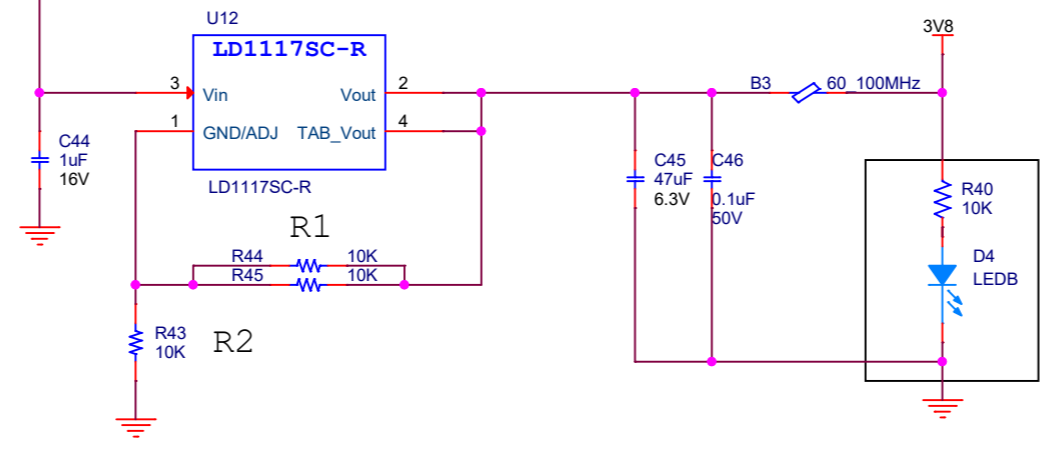 U12
LD1117SC-R
3 Vin Vout 2
1 GND/ADJ TAB_Vout 4
LD1117SC-R
C44
1uF
16V
R1
R44 10K
R45 10K
R43
10K
R2
C45
47uF
6.3V
C46
0.1uF
50V
B3 60_100MHz
3V8
R40
10K
D4
LEDB